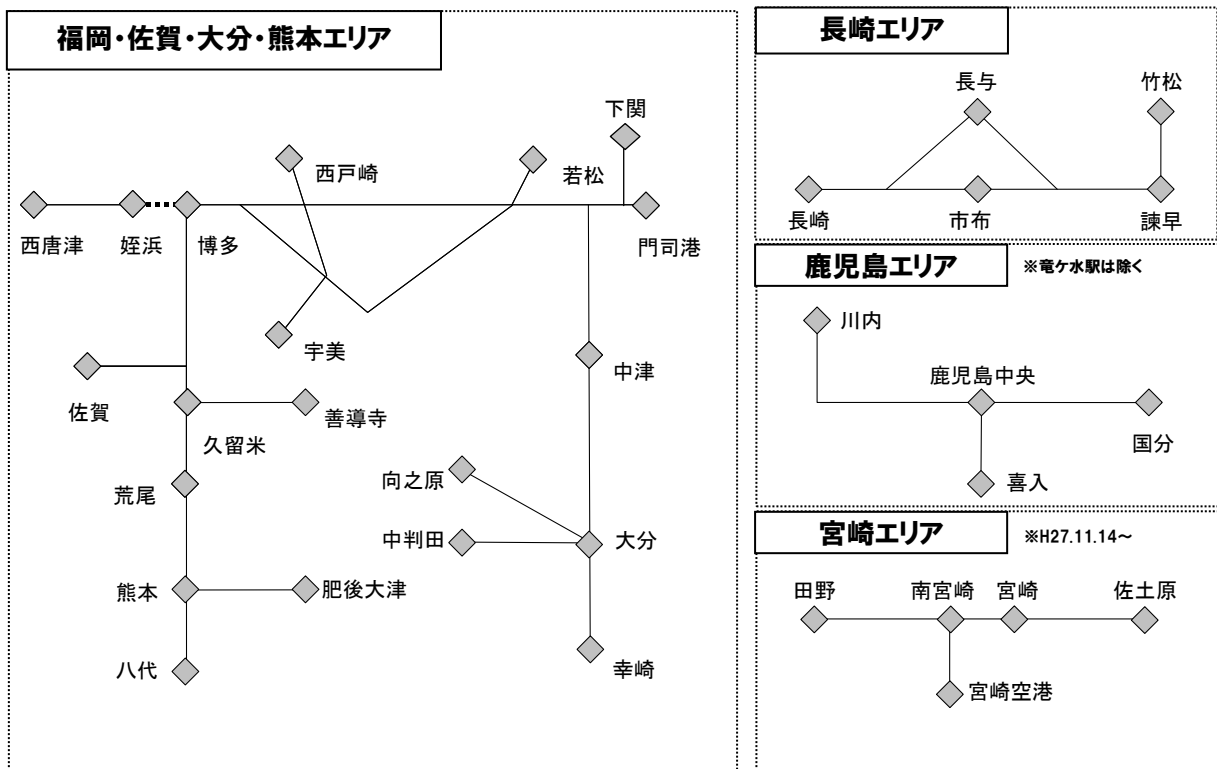 福岡・佐賀・大分・熊本エリア
下関
西戸崎
若松
西唐津
姪浜
博多
門司港
宇美
中津
佐賀
久留米
善導寺
荒尾
向之原
中判田
大分
熊本
肥後大津
八代
幸崎
長崎エリア
長与
竹松
長崎
市布
諫早
鹿児島エリア
※竜ケ水駅は除く
川内
鹿児島中央
国分
喜入
宮崎エリア
※H27.11.14～
田野
南宮崎
宮崎
佐土原
宮崎空港